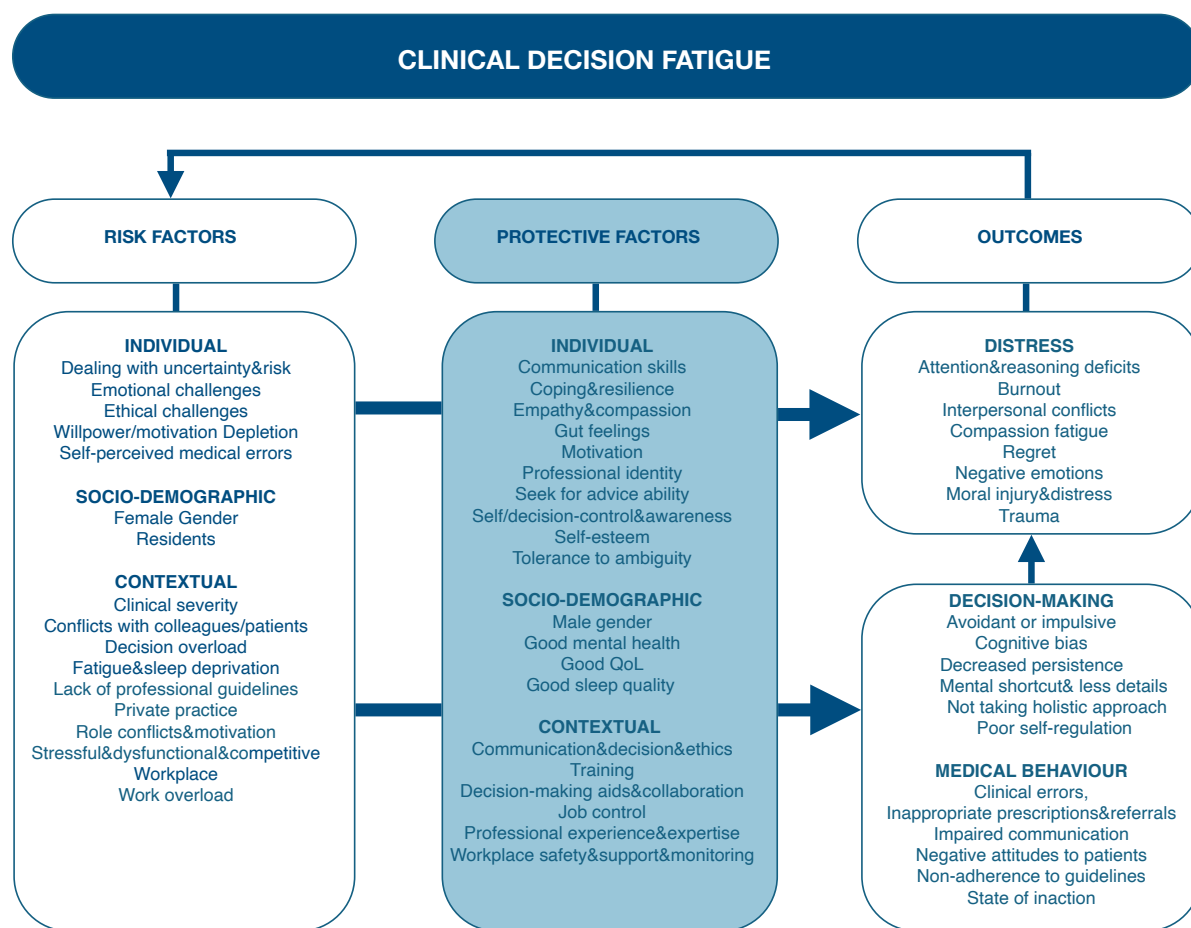 CLINICAL DECISION FATIGUE
RISK FACTORS
INDIVIDUAL
Dealing with uncertainty&risk
Emotional challenges
Ethical challenges
Willpower/motivation Depletion
Self-perceived medical errors
SOCIO-DEMOGRAPHIC
Female Gender
Residents
CONTEXTUAL
Clinical severity
Conflicts with colleagues/patients
Decision overload
Fatigue&sleep deprivation
Lack of professional guidelines
Private practice
Role conflicts&motivation
Stressful&dysfunctional&competitive
Workplace
Work overload
PROTECTIVE FACTORS
INDIVIDUAL
Communication skills
Coping&resilience
Empathy&compassion
Gut feelings
Motivation
Professional identity
Seek for advice ability
Self/decision-control&awareness
Self-esteem
Tolerance to ambiguity
SOCIO-DEMOGRAPHIC
Male gender
Good mental health
Good QoL
Good sleep quality
CONTEXTUAL
Communication&decision&ethics
Training
Decision-making aids&collaboration
Job control
Professional experience&expertise
Workplace safety&support&monitoring
OUTCOMES
DISTRESS
Attention&reasoning deficits
Burnout
Interpersonal conflicts
Compassion fatigue
Regret
Negative emotions
Moral injury&distress
Trauma
DECISION-MAKING
Avoidant or impulsive
Cognitive bias
Decreased persistence
Mental shortcut& less details
Not taking holistic approach
Poor self-regulation
MEDICAL BEHAVIOUR
Clinical errors,
Inappropriate prescriptions&referrals
Impaired communication
Negative attitudes to patients
Non-adherence to guidelines
State of inaction